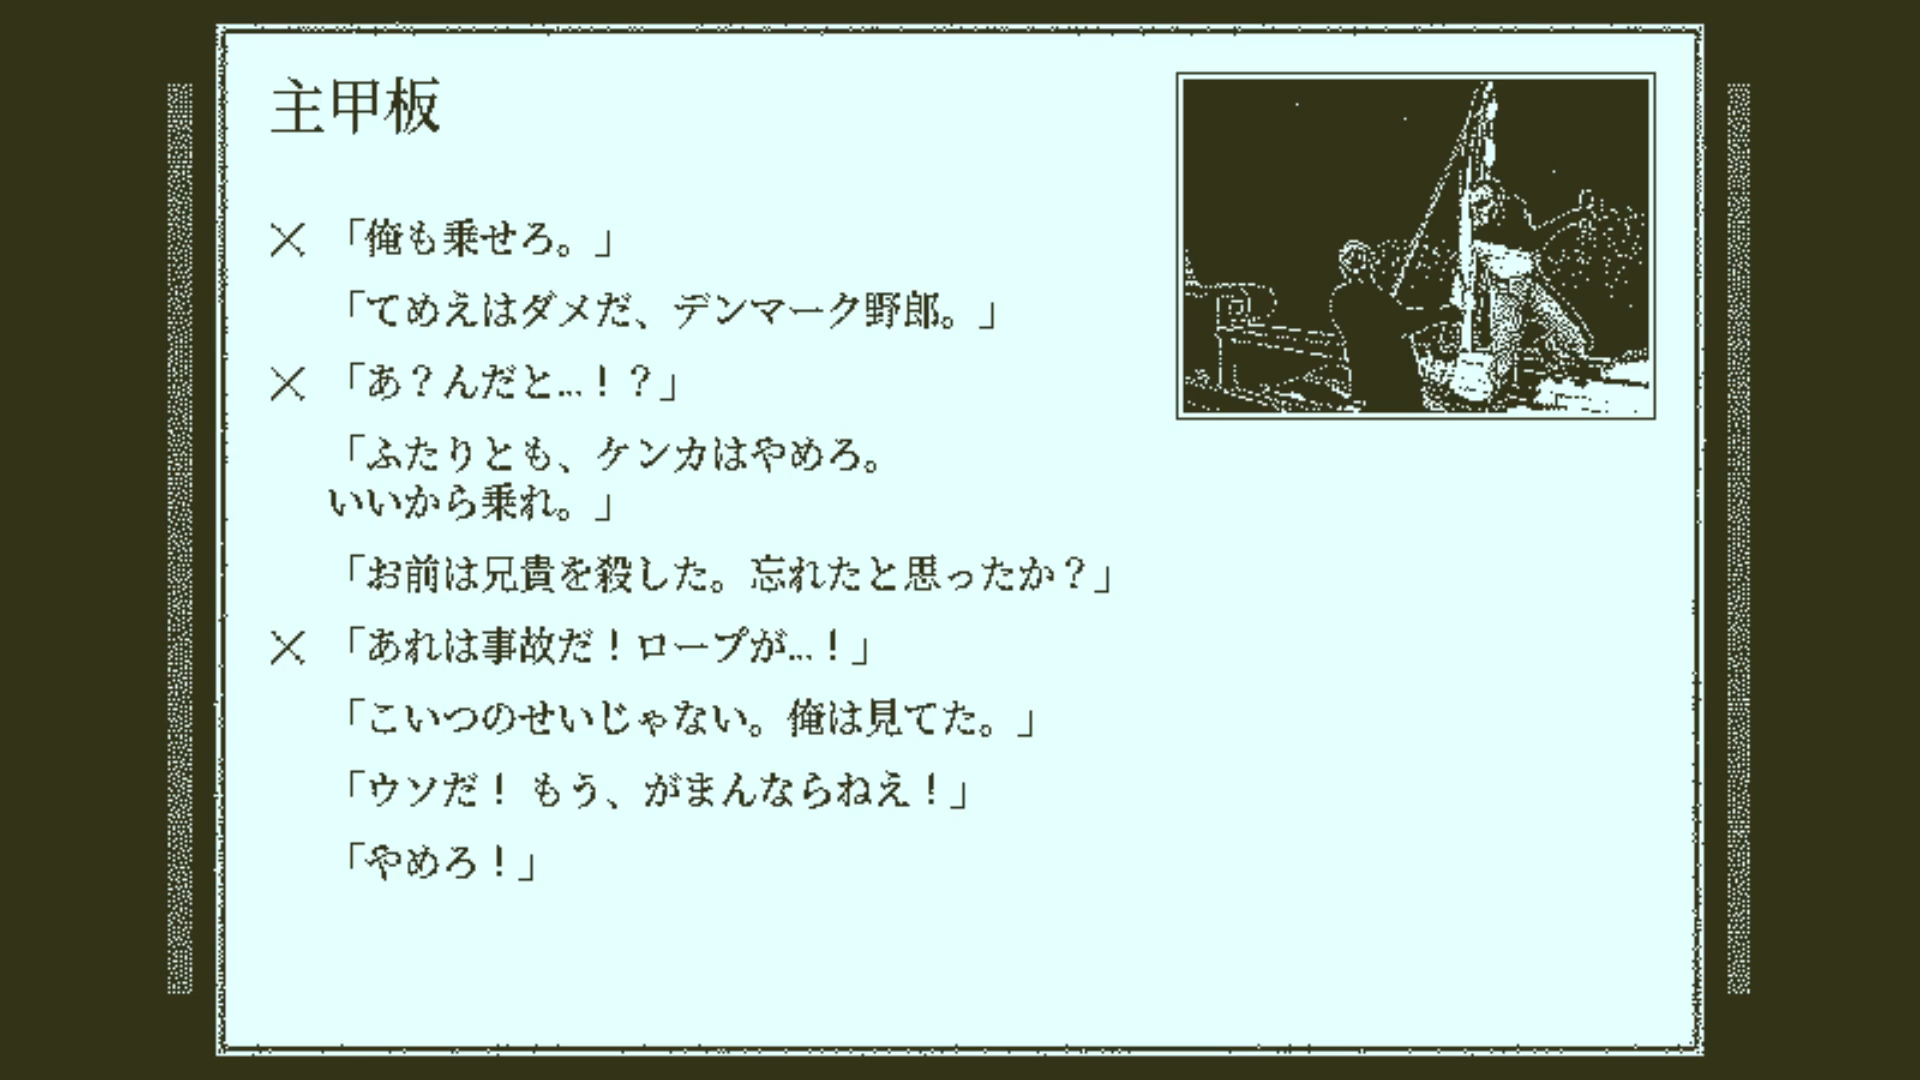 主甲板
×「俺も乗せろ。」
「てめえはダメだ、デンマーク野郎。」
×「あ？んだと…！？」
「ふたりとも、ケンカはやめろ。
いいから乗れ。」
「お前は兄貴を殺した。忘れたと思ったか？」
×「あれは事故だ！ロープが…！」
「こいつのせいじゃない。俺は見てた。」
「ウソだ！ もう、がまんならねえ！」
「やめろ！」